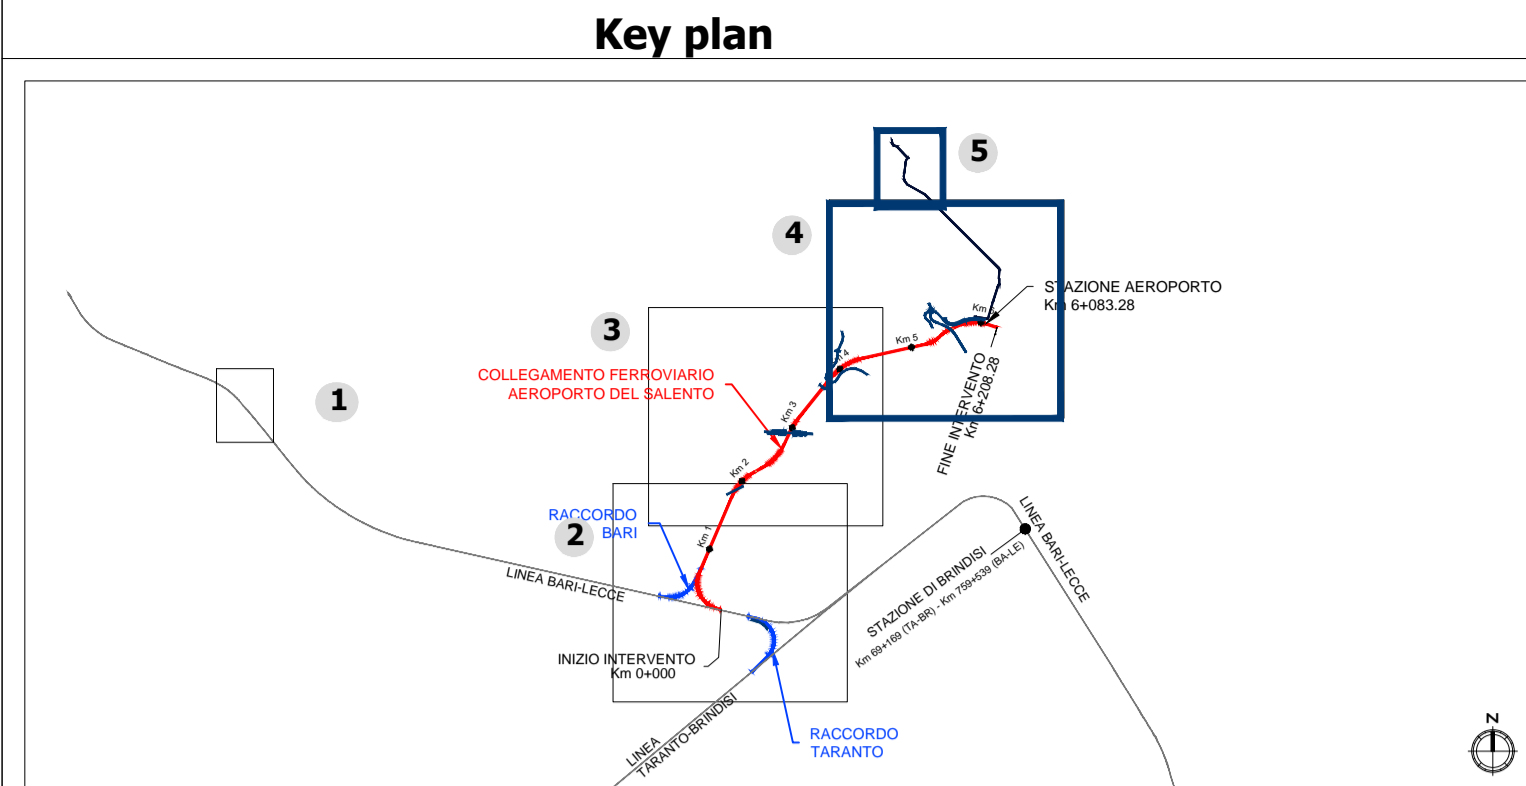 Key plan
5
4
STAZIONE AEROPORTO
Km 6+083.28
Km
3
Km 5
4
COLLEGAMENTO FERROVIARIO
AEROPORTO DEL SALENTO
FINE INTERVENTO
Km 6+208.28
1
Km 3
Km 2
RACCORDO
BARI
2
Km 1
LINEA BARI-LECCE
LINEA BARI-LECCE
STAZIONE DI BRINDISI
Km 69+169 (TA-BR) - Km 759+539 (BA-LE)
INIZIO INTERVENTO
Km 0+000
LINEA
TARANTO-BRINDISI
RACCORDO
TARANTO
N